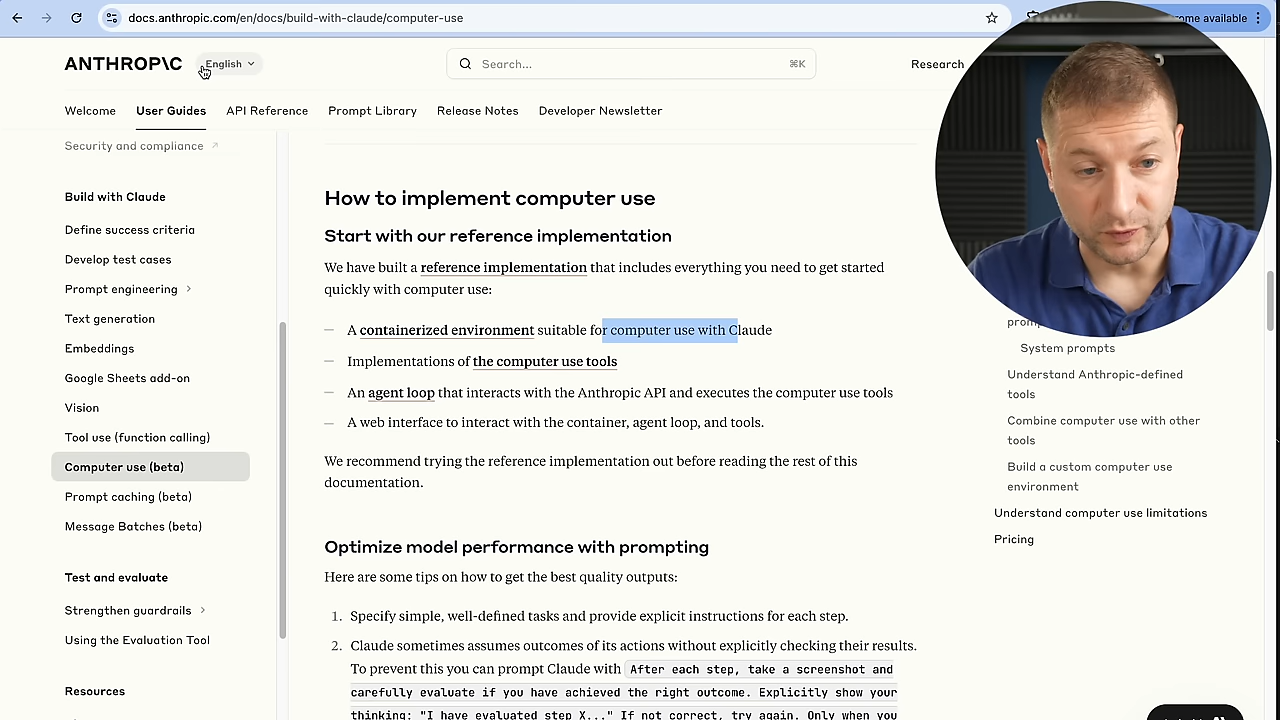 docs.anthropic.com/en/docs/build-with-claude/computer-use
ome available
ANTHROP\C
English
Search...
⌘K
Research
Welcome
User Guides
API Reference
Prompt Library
Release Notes
Developer Newsletter
Security and compliance
Build with Claude
Define success criteria
Develop test cases
Prompt engineering
Text generation
Embeddings
Google Sheets add-on
Vision
Tool use (function calling)
Computer use (beta)
Prompt caching (beta)
Message Batches (beta)
Test and evaluate
Strengthen guardrails
Using the Evaluation Tool
Resources
How to implement computer use
Start with our reference implementation
We have built a reference implementation that includes everything you need to get started
quickly with computer use:
— A containerized environment suitable for computer use with Claude
— Implementations of the computer use tools
— An agent loop that interacts with the Anthropic API and executes the computer use tools
— A web interface to interact with the container, agent loop, and tools.
We recommend trying the reference implementation out before reading the rest of this
documentation.
Optimize model performance with prompting
Here are some tips on how to get the best quality outputs:
1. Specify simple, well-defined tasks and provide explicit instructions for each step.
2. Claude sometimes assumes outcomes of its actions without explicitly checking their results.
To prevent this you can prompt Claude with After each step, take a screenshot and
carefully evaluate if you have achieved the right outcome. Explicitly show your
thinking: "I have evaluated step X..." If not correct, try again. Only when you
System prompts
Understand Anthropic-defined
tools
Combine computer use with other
tools
Build a custom computer use
environment
Understand computer use limitations
Pricing